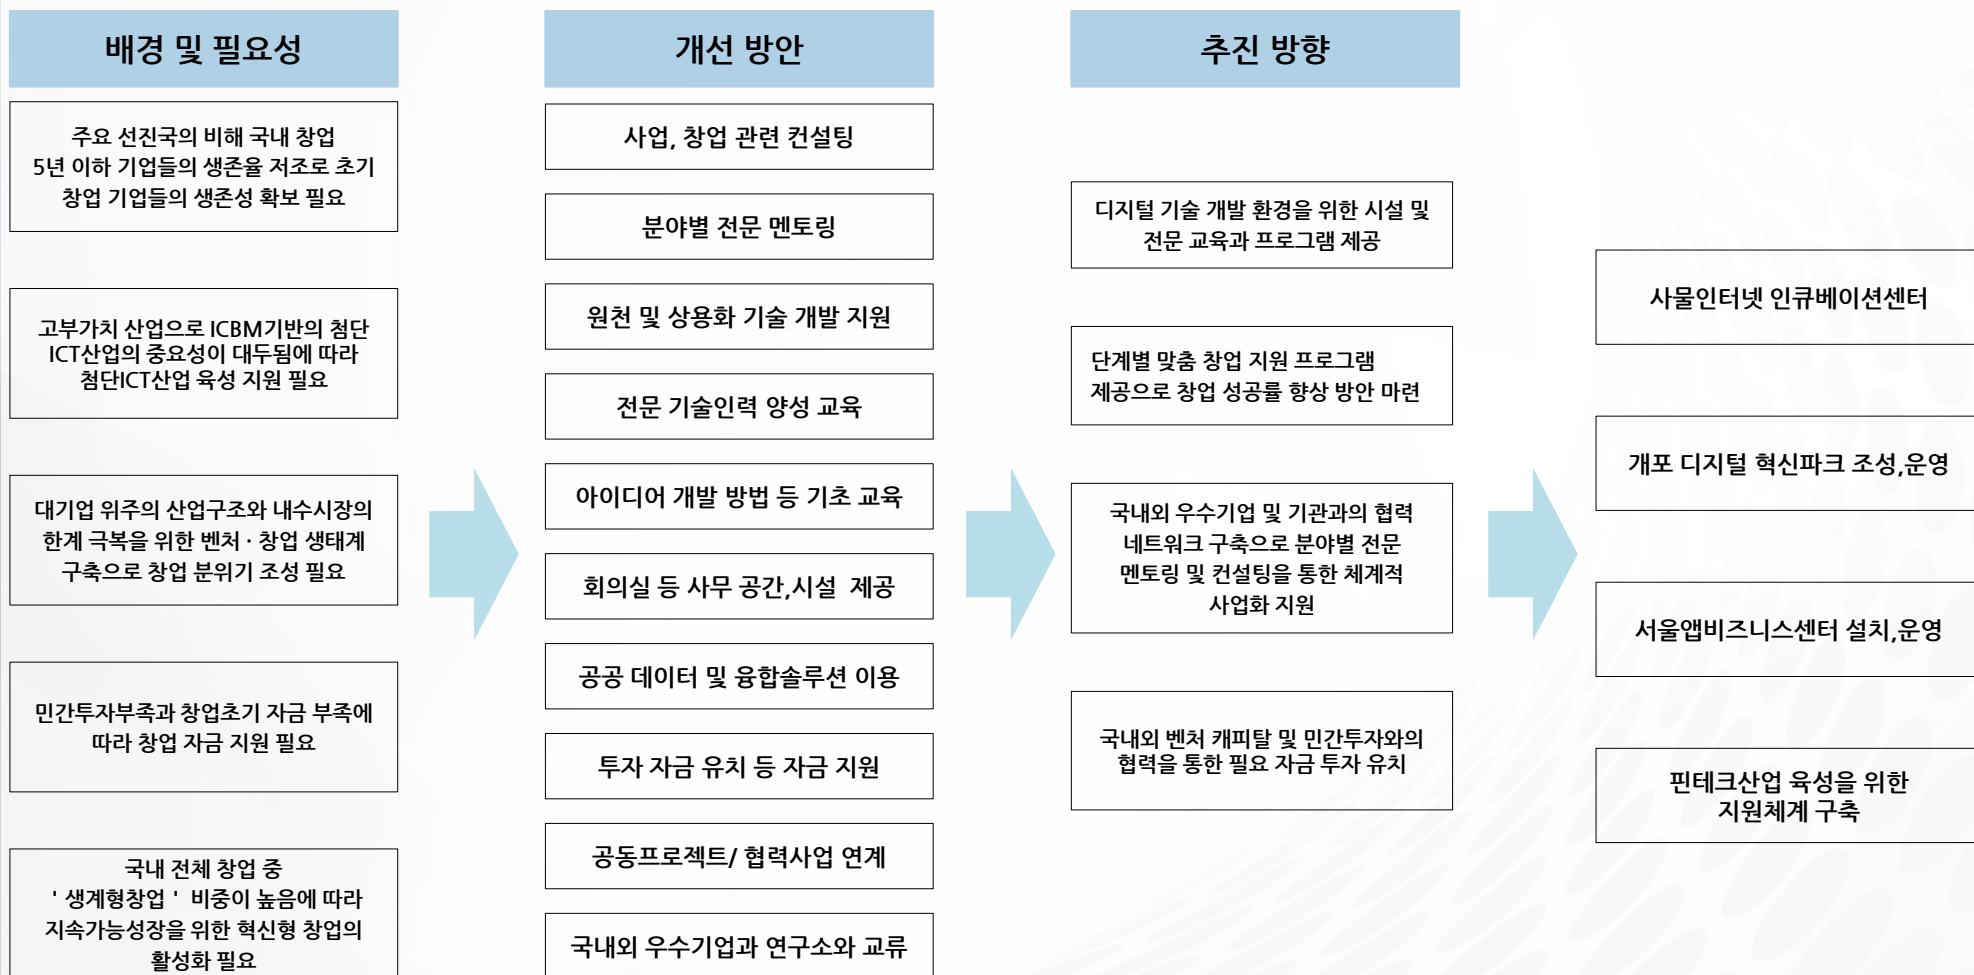 배경 및 필요성
주요 선진국의 비해 국내 창업
5년 이하 기업들의 생존율 저조로 초기
창업 기업들의 생존성 확보 필요
고부가치 산업으로 ICBM기반의 첨단
ICT산업의 중요성이 대두됨에 따라
첨단ICT산업 육성 지원 필요
대기업 위주의 산업구조와 내수시장의
한계 극복을 위한 벤처 · 창업 생태계
구축으로 창업 분위기 조성 필요
민간투자부족과 창업초기 자금 부족에
따라 창업 자금 지원 필요
국내 전체 창업 중
' 생계형창업 ' 비중이 높음에 따라
지속가능성장을 위한 혁신형 창업의
활성화 필요
개선 방안
사업, 창업 관련 컨설팅
분야별 전문 멘토링
원천 및 상용화 기술 개발 지원
전문 기술인력 양성 교육
아이디어 개발 방법 등 기초 교육
회의실 등 사무 공간,시설 제공
공공 데이터 및 융합솔루션 이용
투자 자금 유치 등 자금 지원
공동프로젝트/ 협력사업 연계
국내외 우수기업과 연구소와 교류
추진 방향
디지털 기술 개발 환경을 위한 시설 및
전문 교육과 프로그램 제공
단계별 맞춤 창업 지원 프로그램
제공으로 창업 성공률 향상 방안 마련
국내외 우수기업 및 기관과의 협력
네트워크 구축으로 분야별 전문
멘토링 및 컨설팅을 통한 체계적
사업화 지원
국내외 벤처 캐피탈 및 민간투자와의
협력을 통한 필요 자금 투자 유치
사물인터넷 인큐베이션센터
개포 디지털 혁신파크 조성,운영
서울앱비즈니스센터 설치,운영
핀테크산업 육성을 위한
지원체계 구축